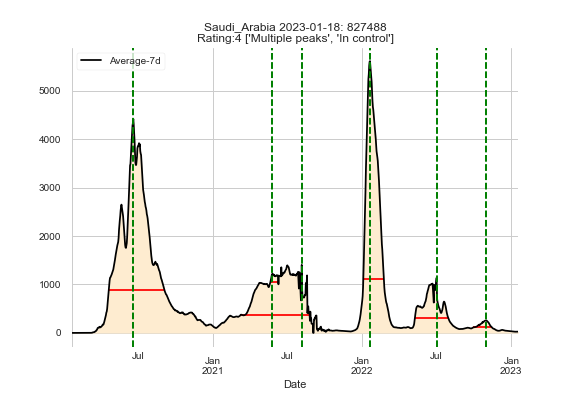 Saudi_Arabia 2023-01-18: 827488
Rating:4 ['Multiple peaks', 'In control']
Average-7d
5000
4000
3000
2000
1000
0
Jul
Jan
2021
Jul
Jan
2022
Jul
Jan
2023
Date